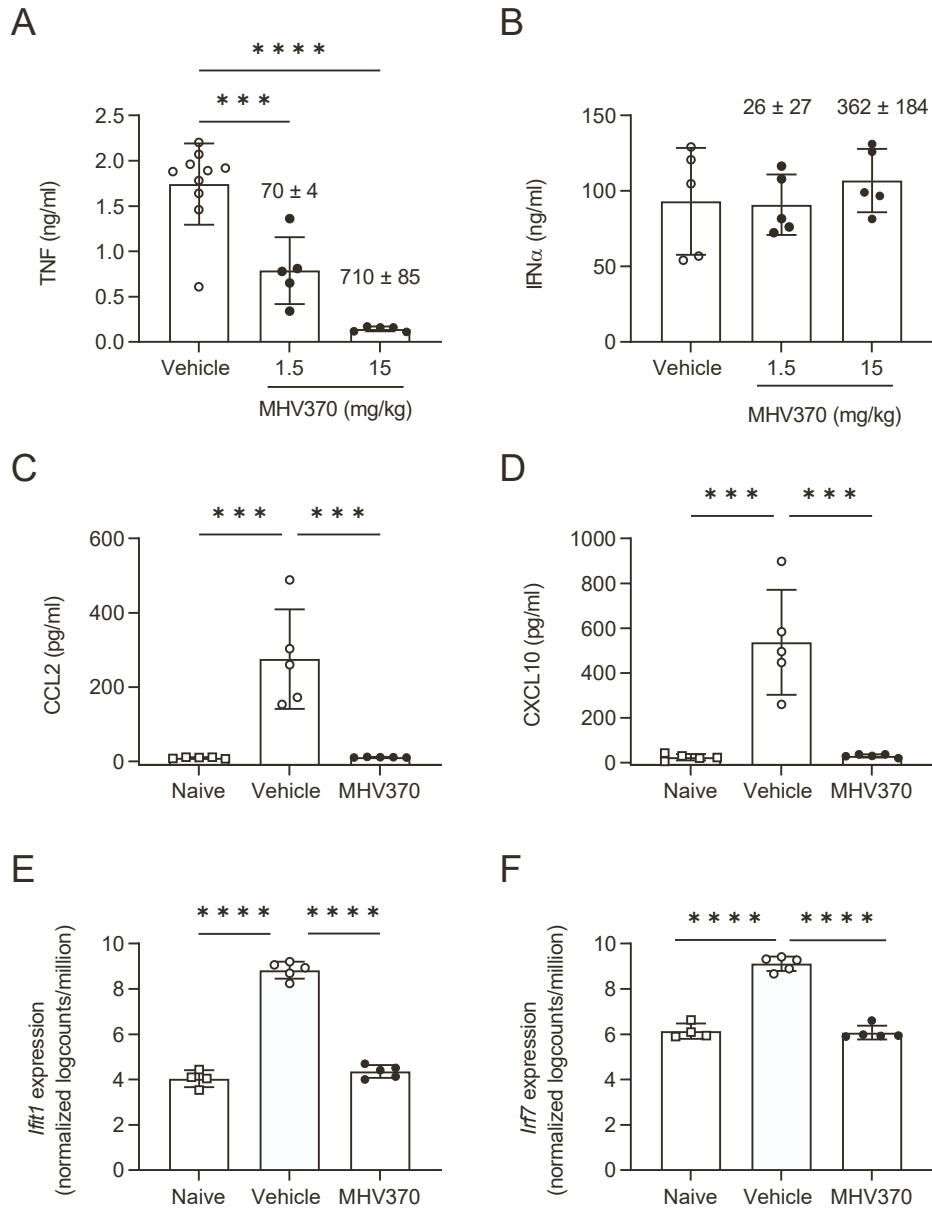 A
* * * *
* * *
2.5
2.0
1.5
1.0
0.5
0.0
TNF (ng/ml)
70 ± 4
710 ± 85
Vehicle
1.5
15
MHV370 (mg/kg)
B
150
100
50
0
IFNα (ng/ml)
26 ± 27
362 ± 184
Vehicle
1.5
15
MHV370 (mg/kg)
C
* * *
* * *
600
400
200
0
CCL2 (pg/ml)
Naive
Vehicle
MHV370
D
* * *
* * *
1000
800
600
400
200
0
CXCL10 (pg/ml)
Naive
Vehicle
MHV370
E
* * * *
* * * *
10
8
6
4
2
0
Ifit1 expression
(normalized logcounts/million)
Naive
Vehicle
MHV370
F
* * * *
* * * *
10
8
6
4
2
0
Irf7 expression
(normalized logcounts/million)
Naive
Vehicle
MHV370